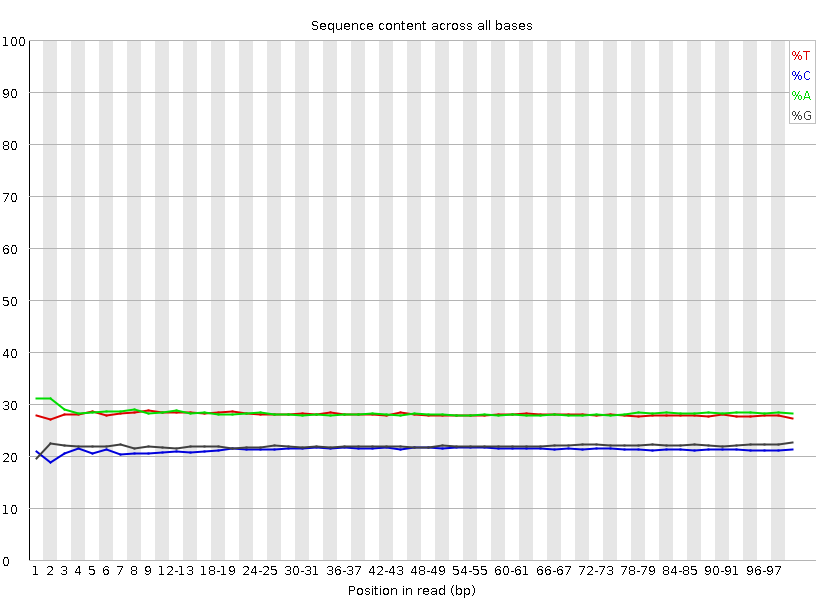 Sequence content across all bases
100
90
80
70
60
50
40
30
20
10
0
%T
%C
%A
%G
1 2 3 4 5 6 7 8 9 12-13 18-19 24-25 30-31 36-37 42-43 48-49 54-55 60-61 66-67 72-73 78-79 84-85 90-91 96-97
Position in read (bp)